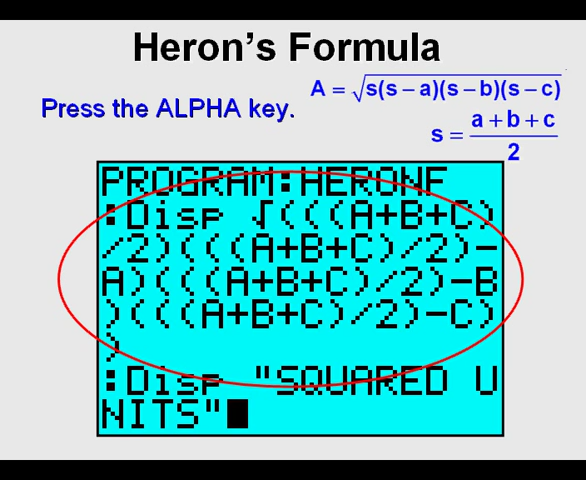 Heron's Formula
Press the ALPHA key.
A = √s(s − a)(s − b)(s − c)
s = a + b + c
2
PROGRAM:HERONF
:Disp √(((A+B+C)
/2)(((A+B+C)/2)-
A)(((A+B+C)/2)-B
)(((A+B+C)/2)-C)
)
:Disp "SQUARED U
NITS"